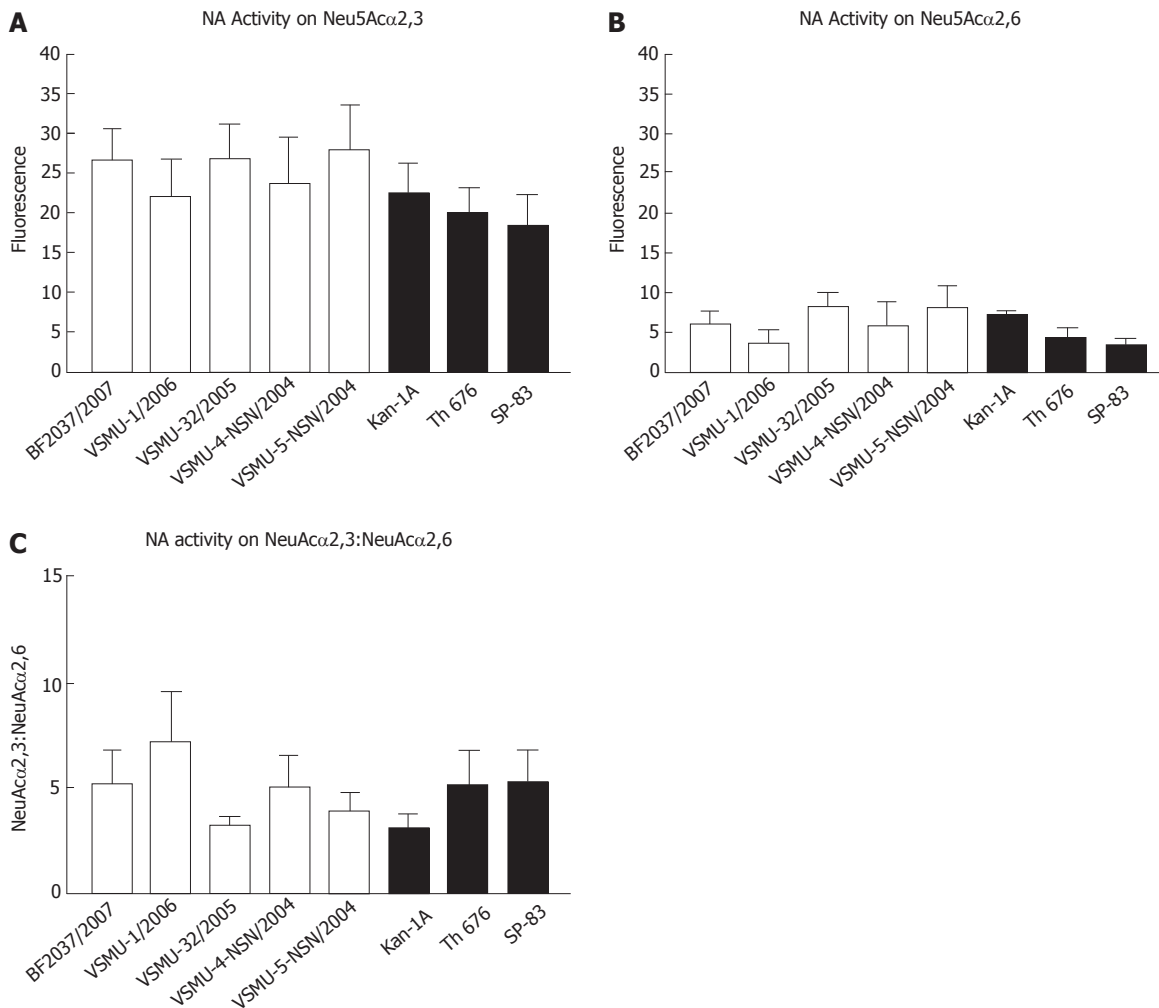 A
NA Activity on Neu5Acα2,3
40
35
30
25
20
15
10
5
0
Fluorescence
BF2037/2007
VSMU-1/2006
VSMU-32/2005
VSMU-4-NSN/2004
VSMU-5-NSN/2004
Kan-1A
Th 676
SP-83
B
NA Activity on Neu5Acα2,6
40
35
30
25
20
15
10
5
0
Fluorescence
BF2037/2007
VSMU-1/2006
VSMU-32/2005
VSMU-4-NSN/2004
VSMU-5-NSN/2004
Kan-1A
Th 676
SP-83
C
NA activity on NeuAcα2,3:NeuAcα2,6
15
10
5
0
NeuAcα2,3:NeuAcα2,6
BF2037/2007
VSMU-1/2006
VSMU-32/2005
VSMU-4-NSN/2004
VSMU-5-NSN/2004
Kan-1A
Th 676
SP-83